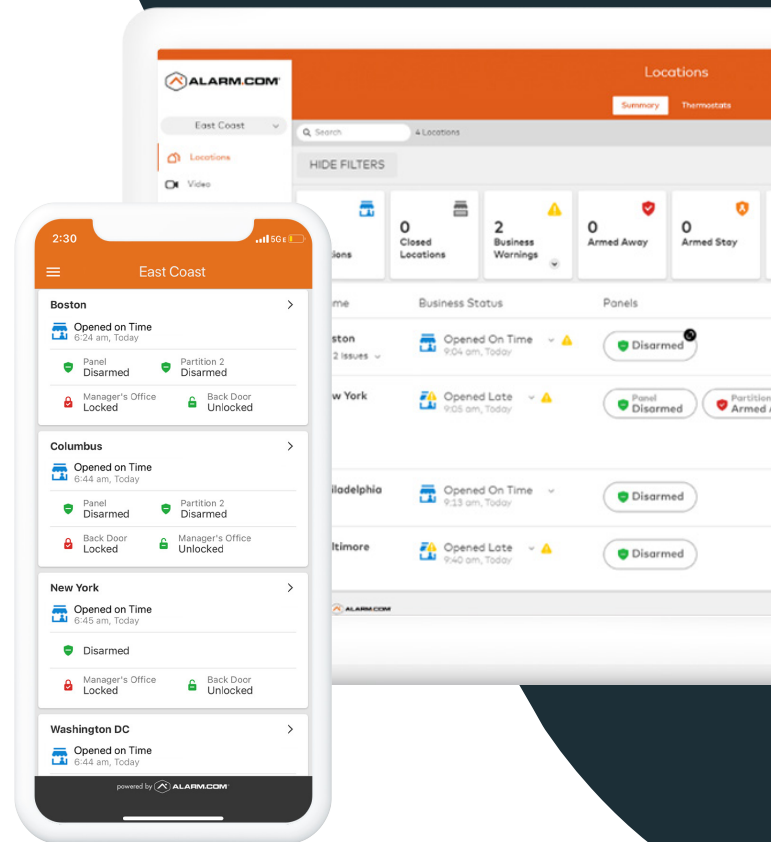 ALARM.COM
Locations
Summary Thermostats
East Coast
Search
4 Locations
Locations
HIDE FILTERS
Video
0
Closed
Locations
2
Business
Warnings
0
Armed Away
0
Armed Stay
Business Status
Panels
Opened On Time
9:04 am, Today
2 Issues
Disarmed
Opened Late
9:05 am, Today
Panel
Disarmed
Partition
Armed
Opened On Time
9:13 am, Today
Disarmed
Opened Late
9:40 am, Today
Disarmed
ALARM.COM
2:30
5GE
East Coast
Boston
Opened on Time
6:24 am, Today
Panel
Disarmed
Partition 2
Disarmed
Manager's Office
Locked
Back Door
Unlocked
Columbus
Opened on Time
6:44 am, Today
Panel
Disarmed
Partition 2
Disarmed
Back Door
Locked
Manager's Office
Unlocked
New York
Opened on Time
6:45 am, Today
Disarmed
Manager's Office
Locked
Back Door
Unlocked
Washington DC
Opened on Time
6:44 am, Today
powered by ALARM.COM